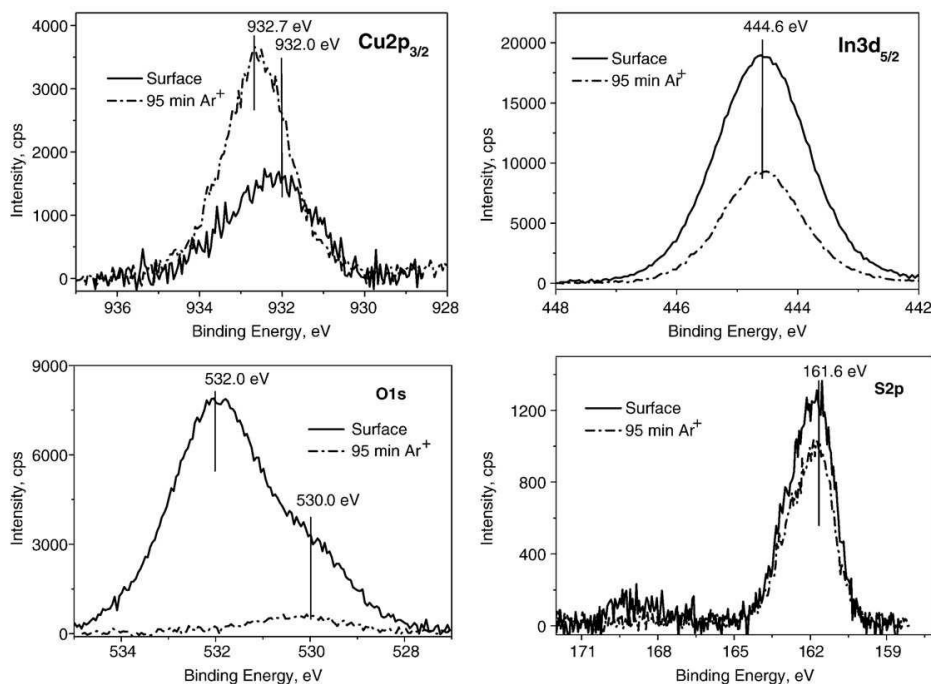 4000
3000
2000
1000
0
Intensity, cps
932.7 eV
932.0 eV
Cu2p3/2
Surface
95 min Ar+
936
934
932
930
928
Binding Energy, eV
20000
15000
10000
5000
0
Intensity, cps
444.6 eV
In3d5/2
Surface
95 min Ar+
448
446
444
442
Binding Energy, eV
9000
6000
3000
0
Intensity, cps
532.0 eV
O1s
Surface
95 min Ar+
530.0 eV
534
532
530
528
Binding Energy, eV
1200
800
400
0
Intensity, cps
161.6 eV
S2p
Surface
95 min Ar+
171
168
165
162
159
Binding Energy, eV